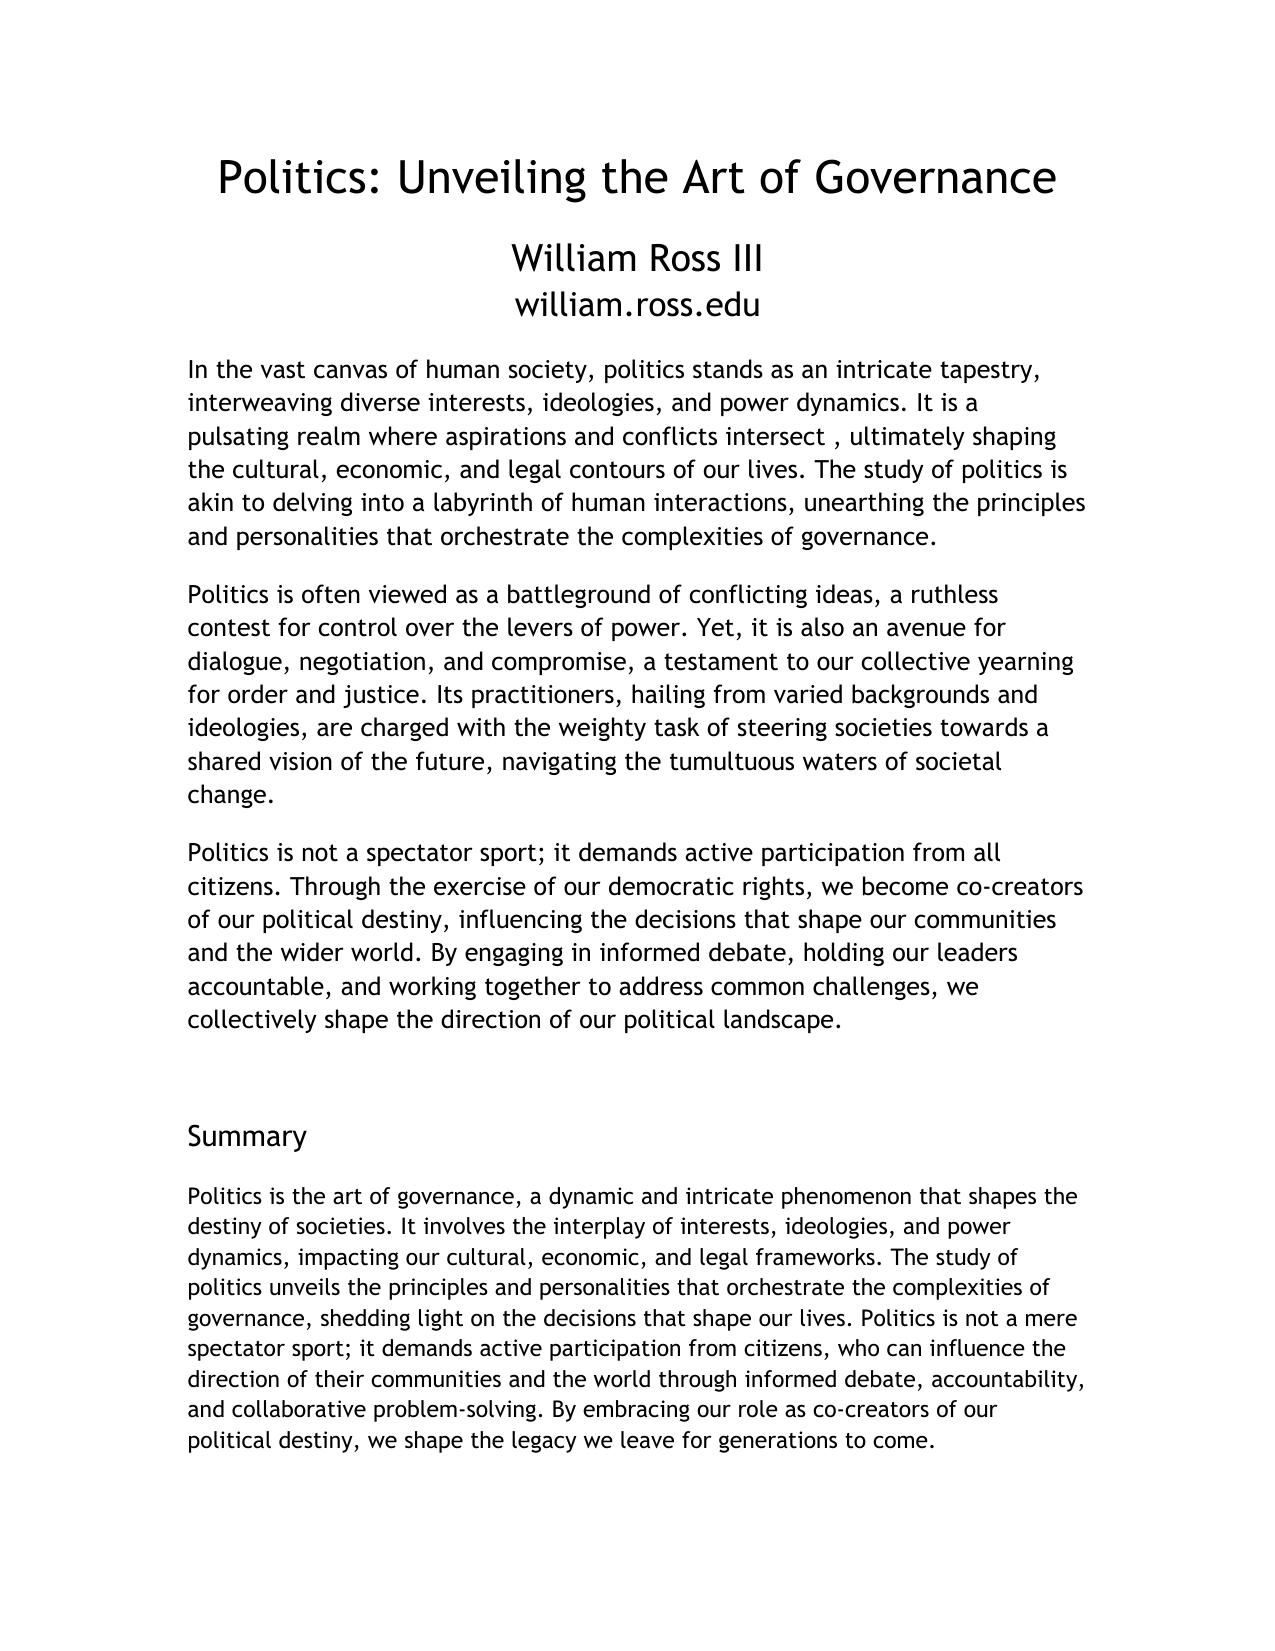 Politics: Unveiling the Art of Governance
William Ross III
william.ross.edu
In the vast canvas of human society, politics stands as an intricate tapestry,
interweaving diverse interests, ideologies, and power dynamics. It is a
pulsating realm where aspirations and conflicts intersect , ultimately shaping
the cultural, economic, and legal contours of our lives. The study of politics is
akin to delving into a labyrinth of human interactions, unearthing the principles
and personalities that orchestrate the complexities of governance.
Politics is often viewed as a battleground of conflicting ideas, a ruthless
contest for control over the levers of power. Yet, it is also an avenue for
dialogue, negotiation, and compromise, a testament to our collective yearning
for order and justice. Its practitioners, hailing from varied backgrounds and
ideologies, are charged with the weighty task of steering societies towards a
shared vision of the future, navigating the tumultuous waters of societal
change.
Politics is not a spectator sport; it demands active participation from all
citizens. Through the exercise of our democratic rights, we become co-creators
of our political destiny, influencing the decisions that shape our communities
and the wider world. By engaging in informed debate, holding our leaders
accountable, and working together to address common challenges, we
collectively shape the direction of our political landscape.
Summary
Politics is the art of governance, a dynamic and intricate phenomenon that shapes the
destiny of societies. It involves the interplay of interests, ideologies, and power
dynamics, impacting our cultural, economic, and legal frameworks. The study of
politics unveils the principles and personalities that orchestrate the complexities of
governance, shedding light on the decisions that shape our lives. Politics is not a mere
spectator sport; it demands active participation from citizens, who can influence the
direction of their communities and the world through informed debate, accountability,
and collaborative problem-solving. By embracing our role as co-creators of our
political destiny, we shape the legacy we leave for generations to come.